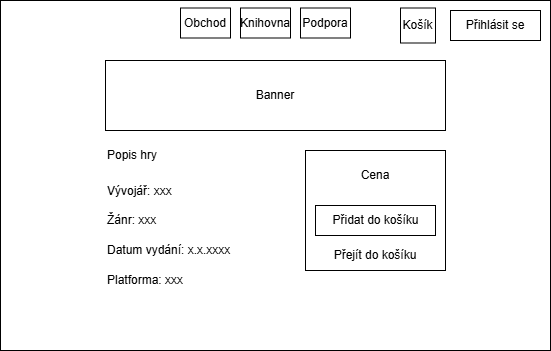 Obchod
Knihovna
Podpora
Košík
Přihlásit se
Banner
Popis hry
Vývojář: xxx
Žánr: xxx
Datum vydání: x.x.xxxx
Platforma: xxx
Cena
Přidat do košíku
Přejít do košíku